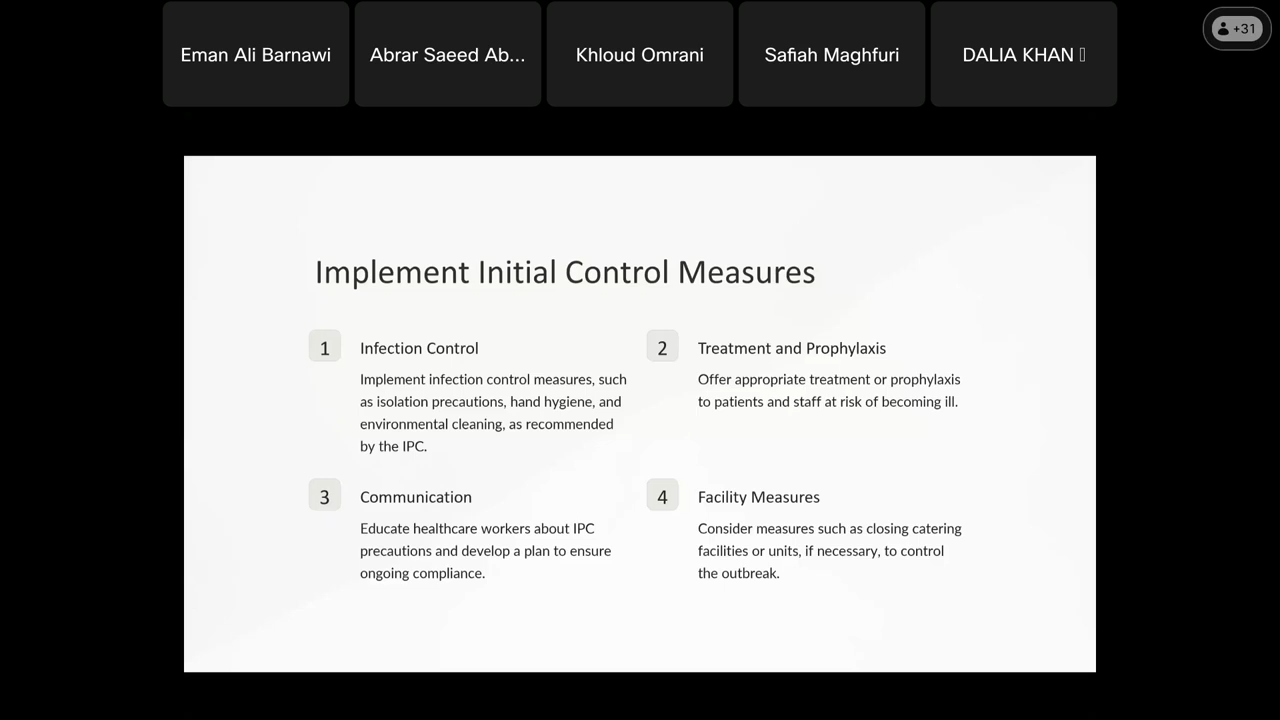 Eman Ali Barnawi
Abrar Saeed Ab...
Khloud Omrani
Safiah Maghfuri
DALIA KHAN
+31
Implement Initial Control Measures
1
Infection Control
Implement infection control measures, such
as isolation precautions, hand hygiene, and
environmental cleaning, as recommended
by the IPC.
2
Treatment and Prophylaxis
Offer appropriate treatment or prophylaxis
to patients and staff at risk of becoming ill.
3
Communication
Educate healthcare workers about IPC
precautions and develop a plan to ensure
ongoing compliance.
4
Facility Measures
Consider measures such as closing catering
facilities or units, if necessary, to control
the outbreak.